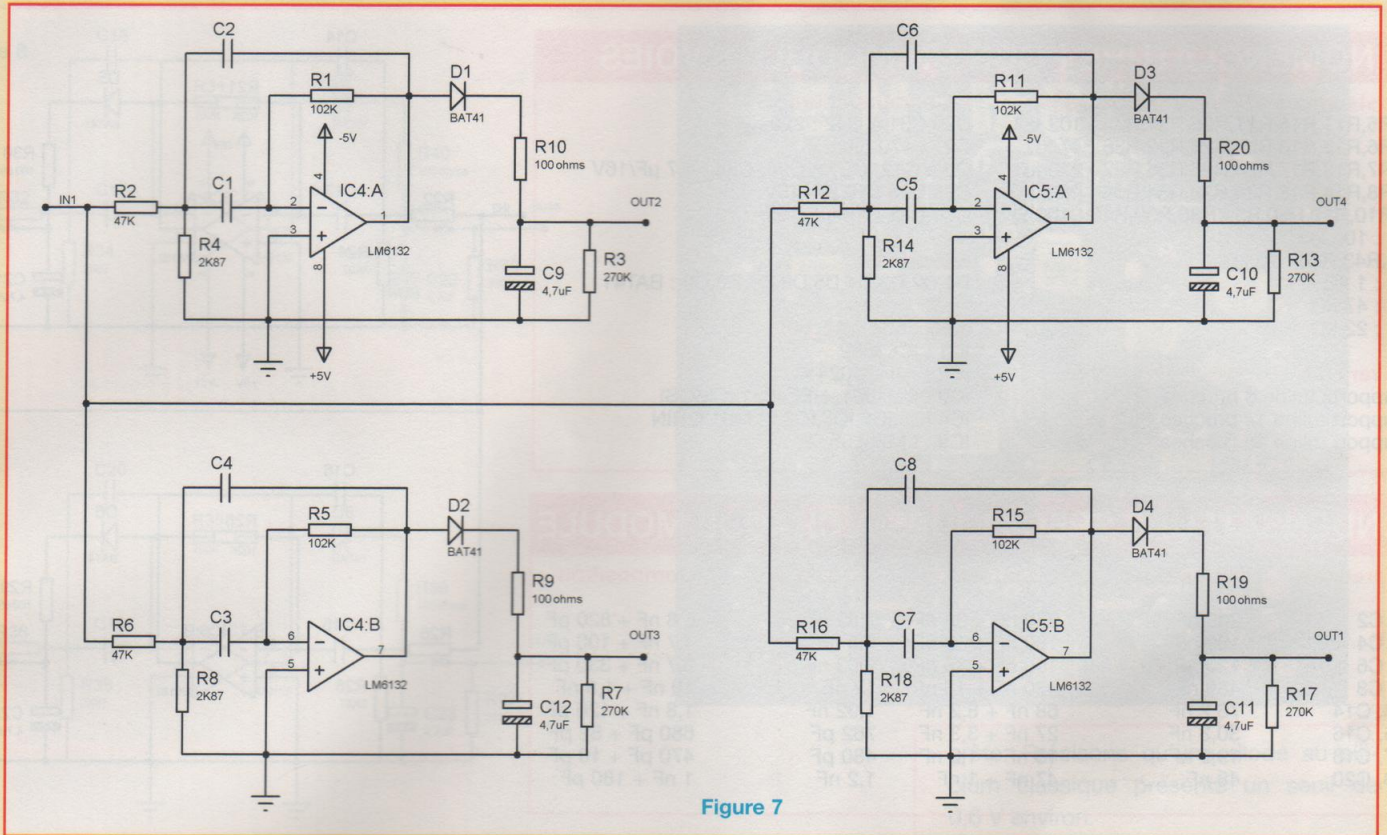 C2
R1
102K
-5V
D1
BAT41
R10
100 ohms
IN1
R2
47K
C1
4
2
3
1
8
IC4:A
LM6132
R4
2K87
OUT2
C9
4,7uF
R3
270K
+5V
C6
R11
102K
-5V
D3
BAT41
R20
100 ohms
R12
47K
C5
4
2
3
1
8
IC5:A
LM6132
R14
2K87
OUT4
C10
4,7uF
R13
270K
+5V
C4
R5
102K
D2
BAT41
R9
100 ohms
R6
47K
C3
6
5
7
IC4:B
LM6132
R8
2K87
OUT3
C12
4,7uF
R7
270K
C8
R15
102K
D4
BAT41
R19
100 ohms
R16
47K
C7
6
5
7
IC5:B
LM6132
R18
2K87
OUT1
C11
4,7uF
R17
270K
Figure 7